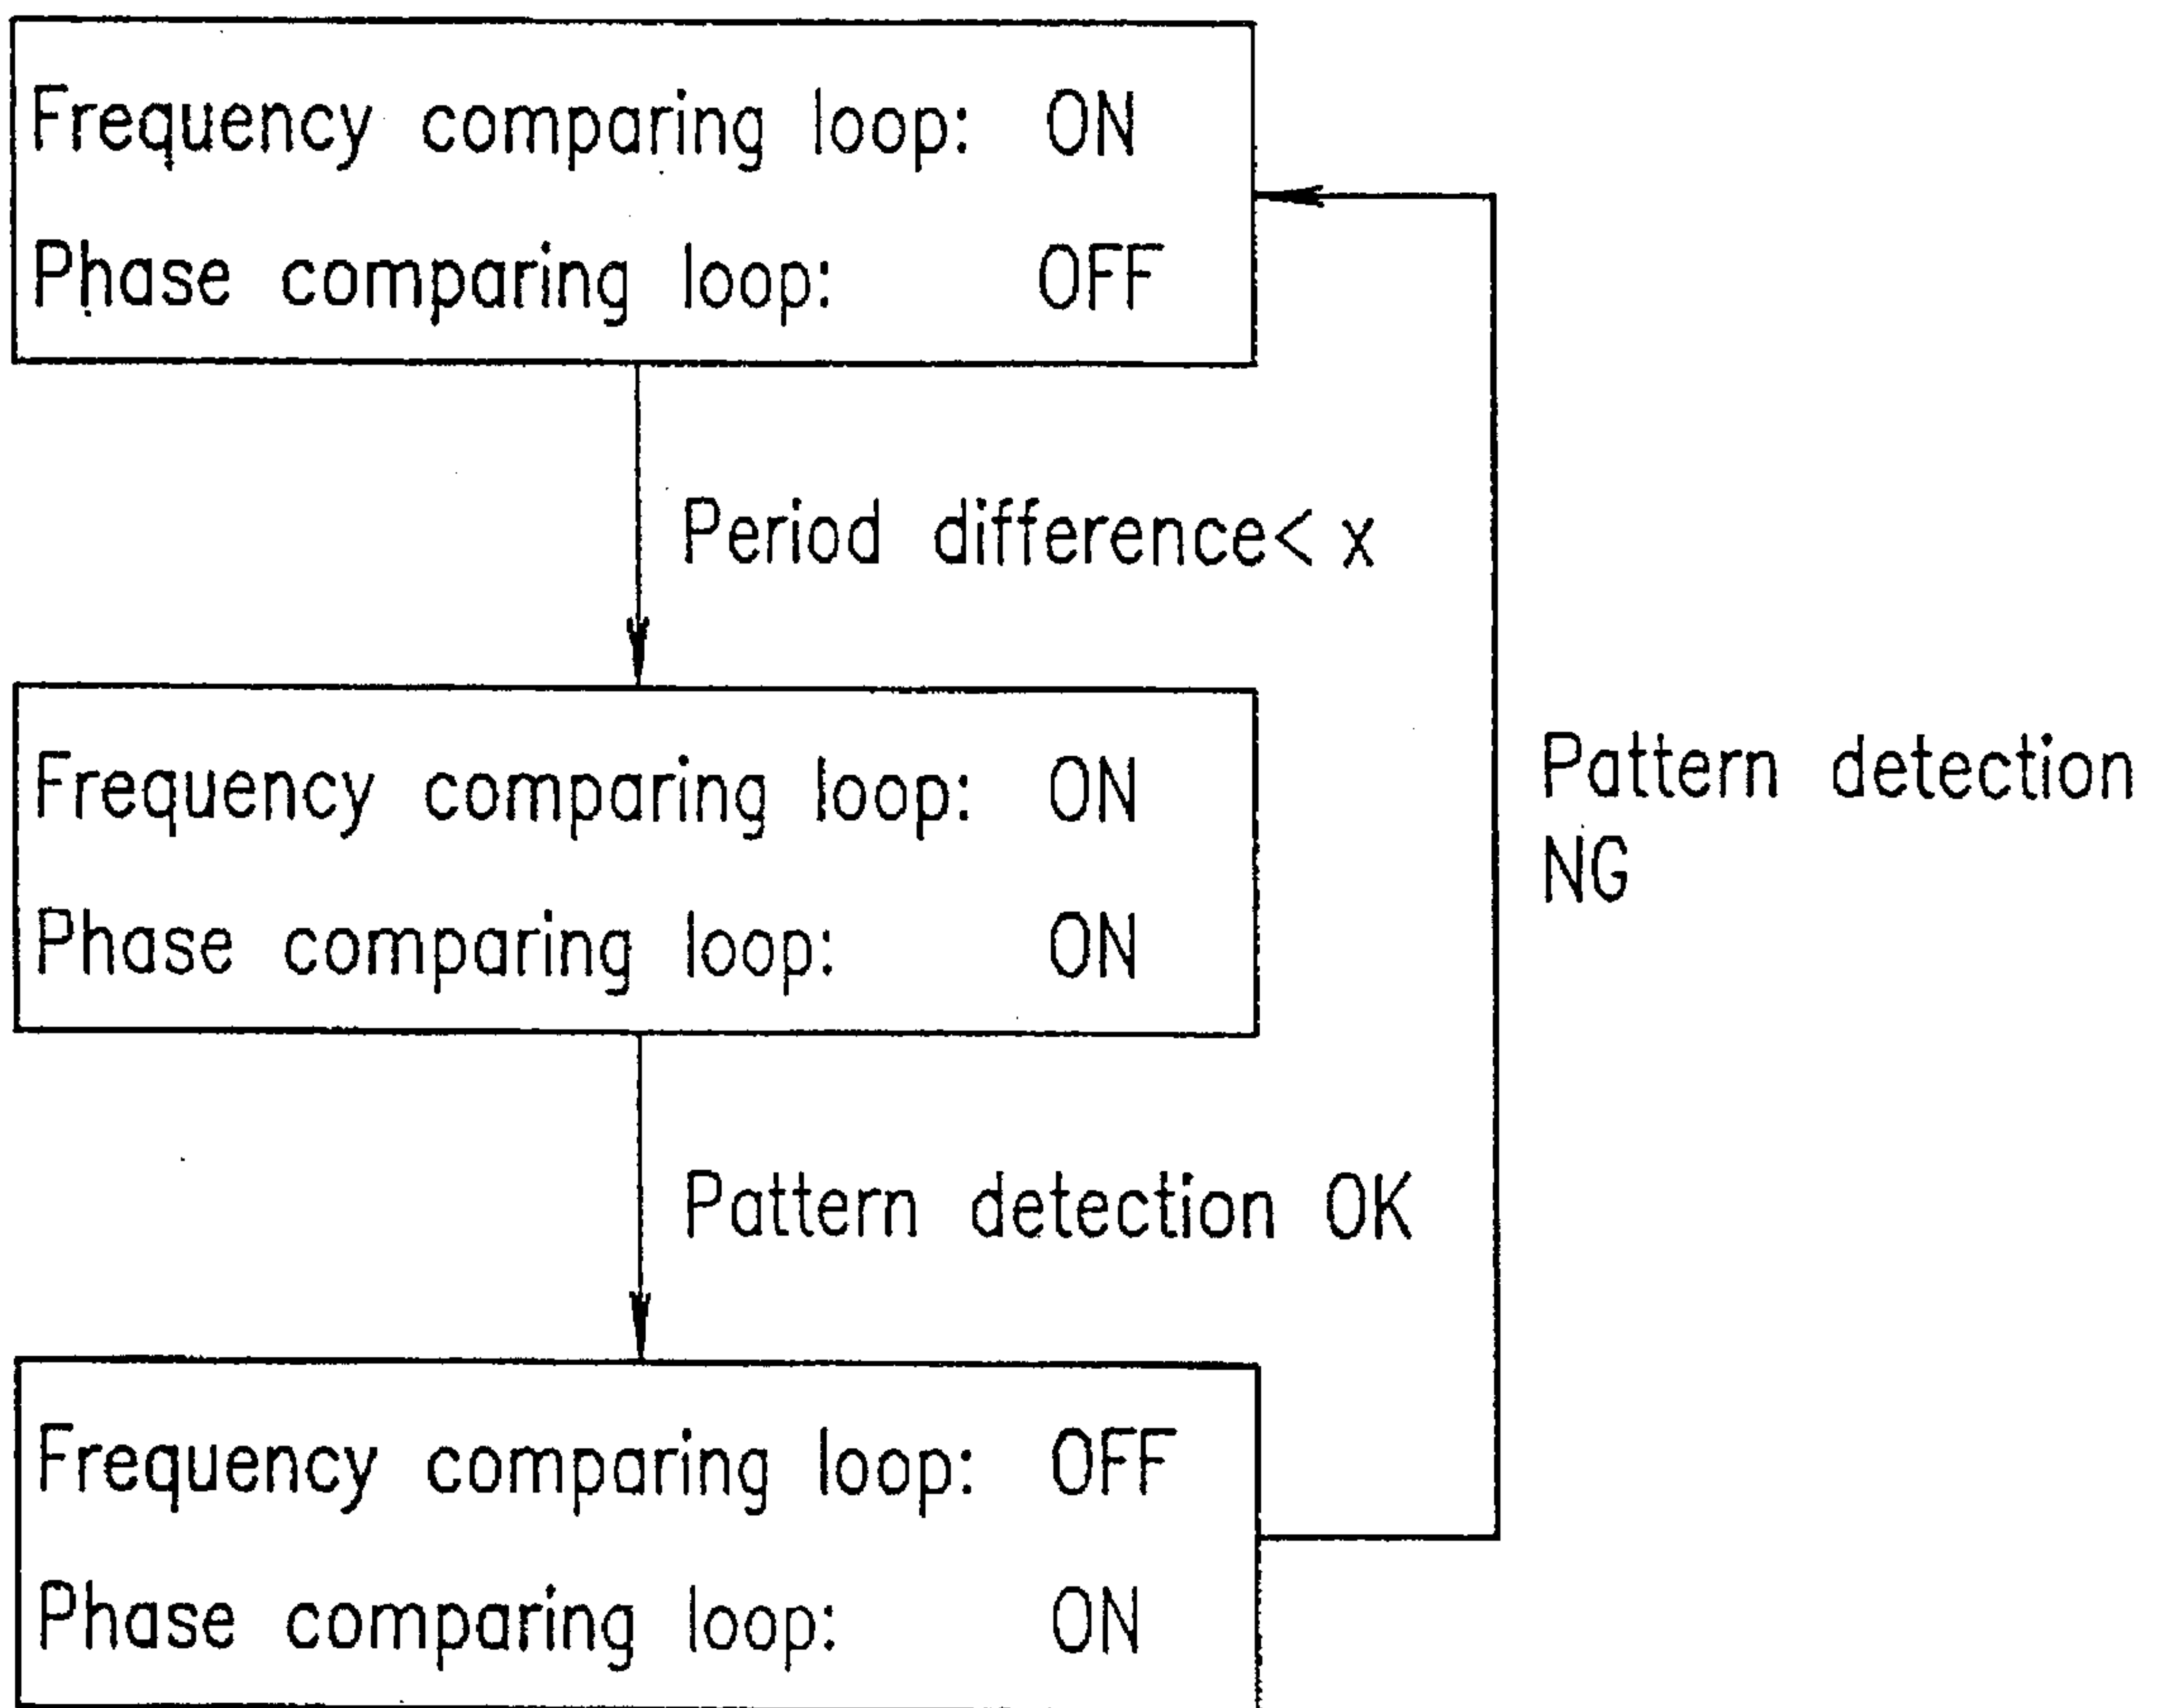 Frequency comparing loop: ON
Phase comparing loop: OFF
Period difference< x
Frequency comparing loop: ON
Phase comparing loop: ON
Pattern detection
NG
Pattern detection OK
Frequency comparing loop: OFF
Phase comparing loop: ON